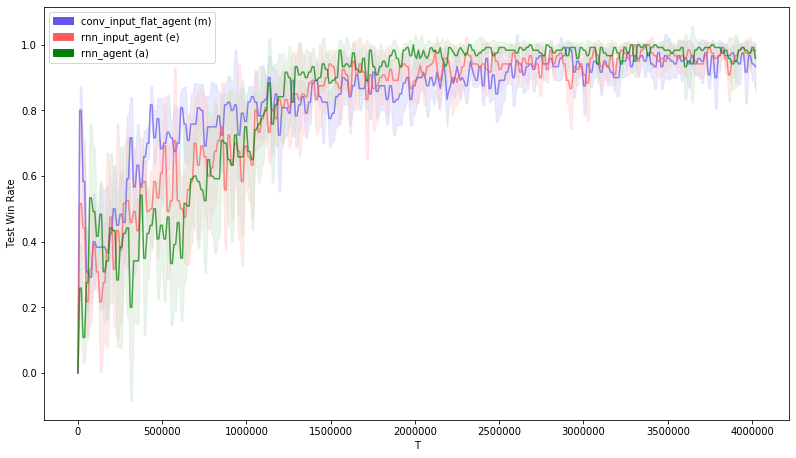 conv_input_flat_agent (m)
rnn_input_agent (e)
rnn_agent (a)
1.0
0.8
0.6
0.4
0.2
0.0
Test Win Rate
0 500000 1000000 1500000 2000000 2500000 3000000 3500000 4000000
T